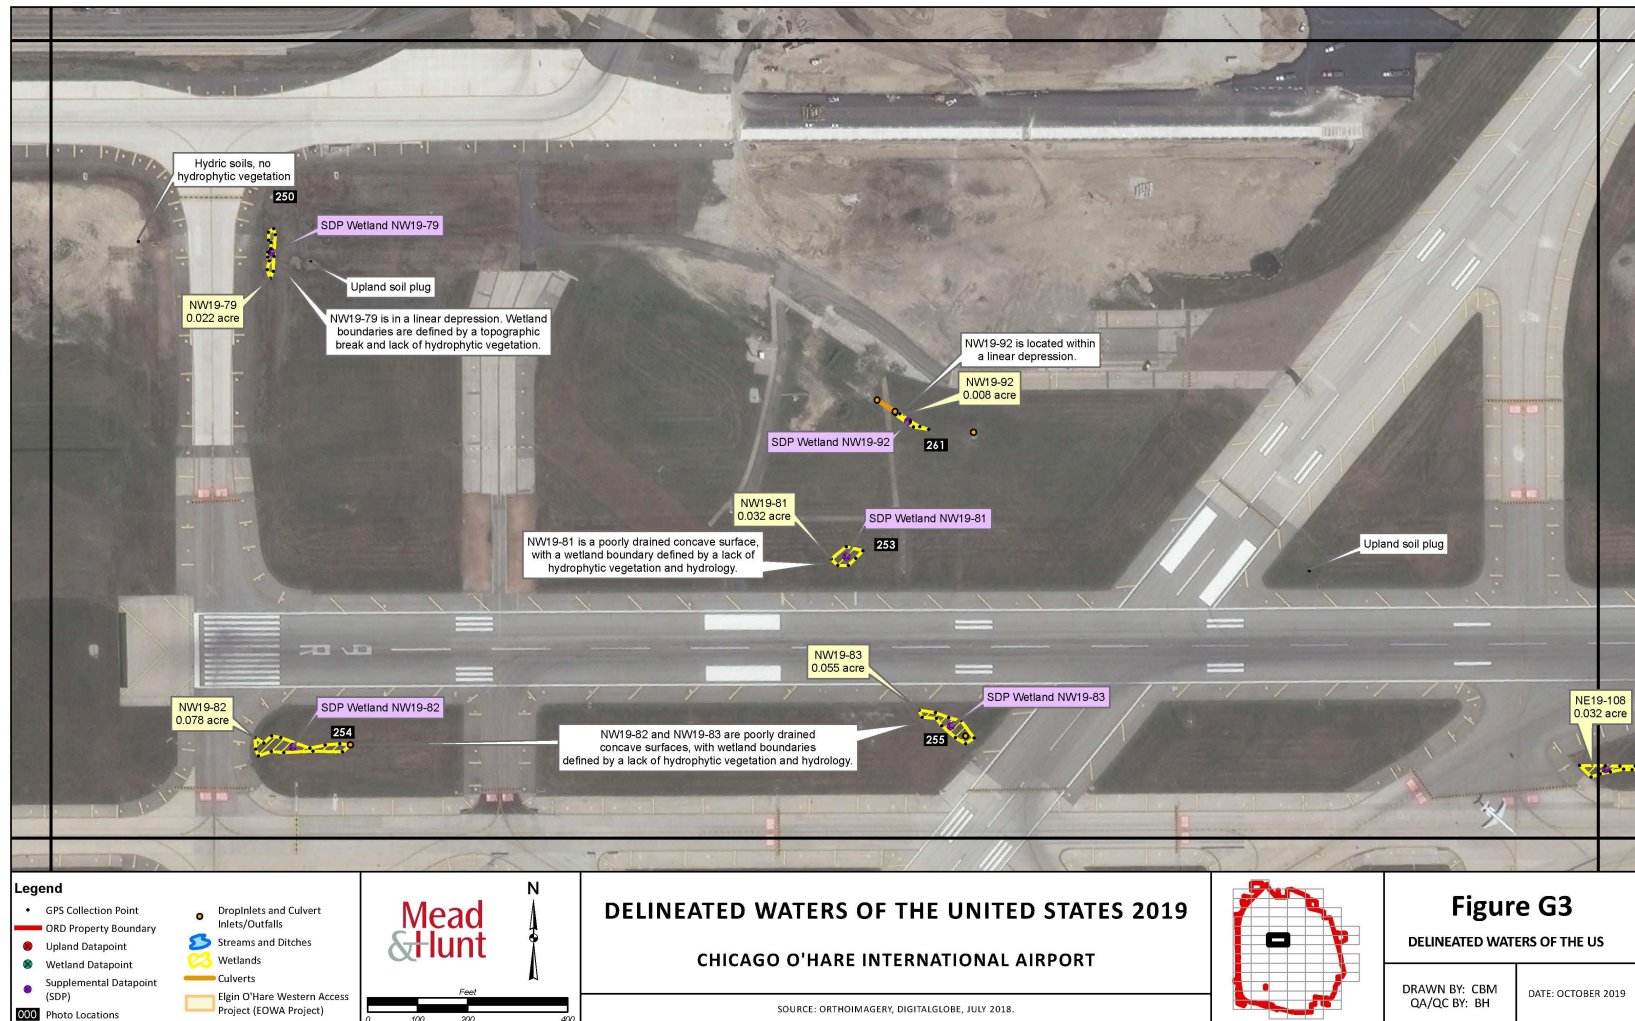 Hydric soils, no
hydrophytic vegetation
250
SDP Wetland NW19-79
Upland soil plug
NW19-79
0.022 acre
NW19-79 is in a linear depression. Wetland
boundaries are defined by a topographic
break and lack of hydrophytic vegetation.
NW19-92 is located within
a linear depression.
NW19-92
0.008 acre
SDP Wetland NW19-92
261
NW19-81
0.032 acre
SDP Wetland NW19-81
NW19-81 is a poorly drained concave surface,
with a wetland boundary defined by a lack of
hydrophytic vegetation and hydrology.
253
Upland soil plug
9R
NW19-83
0.055 acre
SDP Wetland NW19-83
NW19-82
0.078 acre
SDP Wetland NW19-82
254
NW19-82 and NW19-83 are poorly drained
concave surfaces, with wetland boundaries
defined by a lack of hydrophytic vegetation and hydrology.
255
NE19-108
0.032 acre
Legend
GPS Collection Point
ORD Property Boundary
Upland Datapoint
Wetland Datapoint
Supplemental Datapoint
(SDP)
000 Photo Locations
DropInlets and Culvert
Inlets/Outfalls
Streams and Ditches
Wetlands
Culverts
Elgin O'Hare Western Access
Project (EOWA Project)
Mead
&Hunt
N
Feet
0 100 200 400
DELINEATED WATERS OF THE UNITED STATES 2019
CHICAGO O'HARE INTERNATIONAL AIRPORT
SOURCE: ORTHOIMAGERY, DIGITALGLOBE, JULY 2018.
Figure G3
DELINEATED WATERS OF THE US
DRAWN BY: CBM
QA/QC BY: BH
DATE: OCTOBER 2019